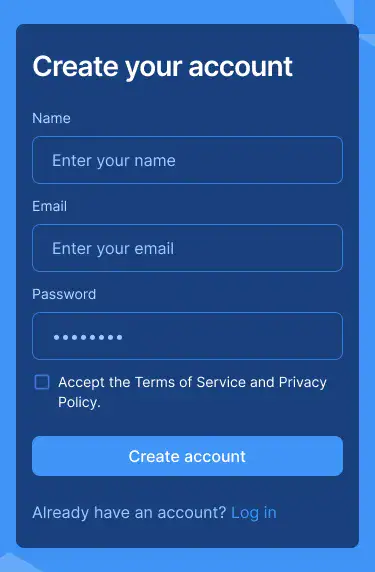 Create your account
Name
Enter your name
Email
Enter your email
Password
••••••••
Accept the Terms of Service and Privacy
Policy.
Create account
Already have an account? Log in